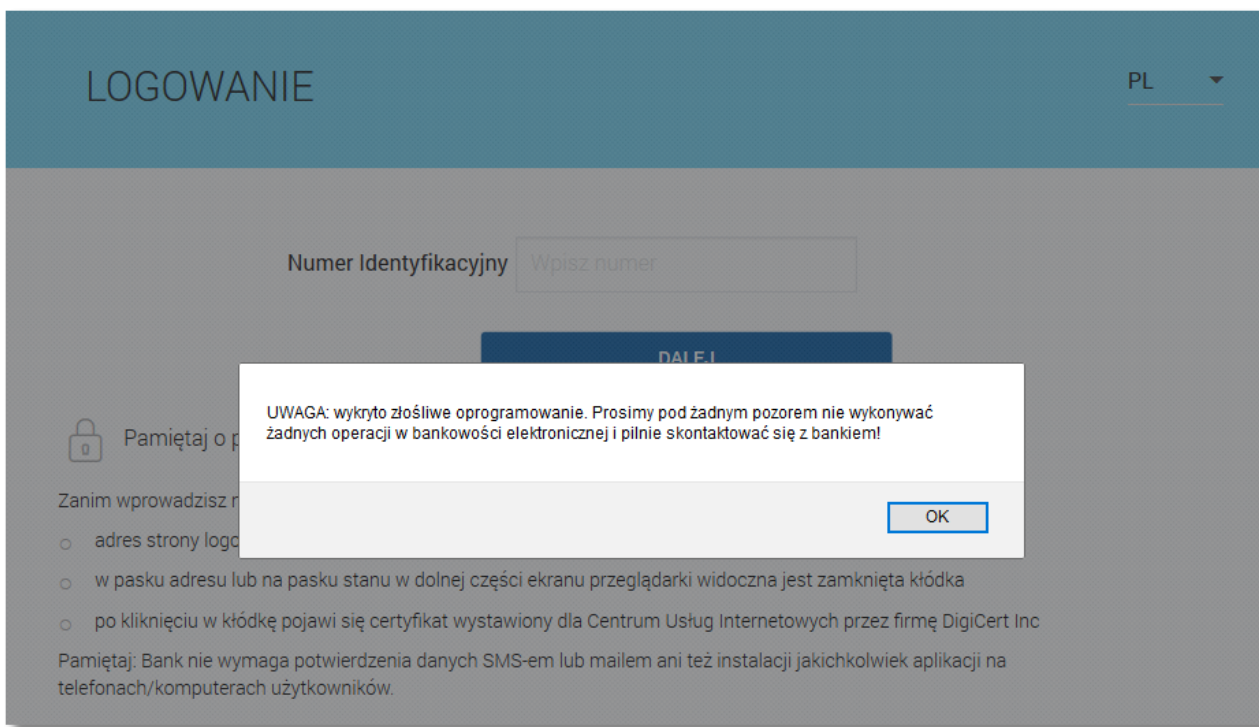 LOGOWANIE
PL
Numer Identyfikacyjny Wpisz numer
DALEJ
UWAGA: wykryto złośliwe oprogramowanie. Prosimy pod żadnym pozorem nie wykonywać
żadnych operacji w bankowości elektronicznej i pilnie skontaktować się z bankiem!
OK
Pamiętaj o
Zanim wprowadzisz
adres strony
w pasku adresu lub na pasku stanu w dolnej części ekranu przeglądarki widoczna jest zamknięta kłódka
po kliknięciu w kłódkę pojawi się certyfikat wystawiony dla Centrum Usług Internetowych przez firmę DigiCert Inc
Pamiętaj: Bank nie wymaga potwierdzenia danych SMS-em lub mailem ani też instalacji jakichkolwiek aplikacji na
telefonach/komputerach użytkowników.